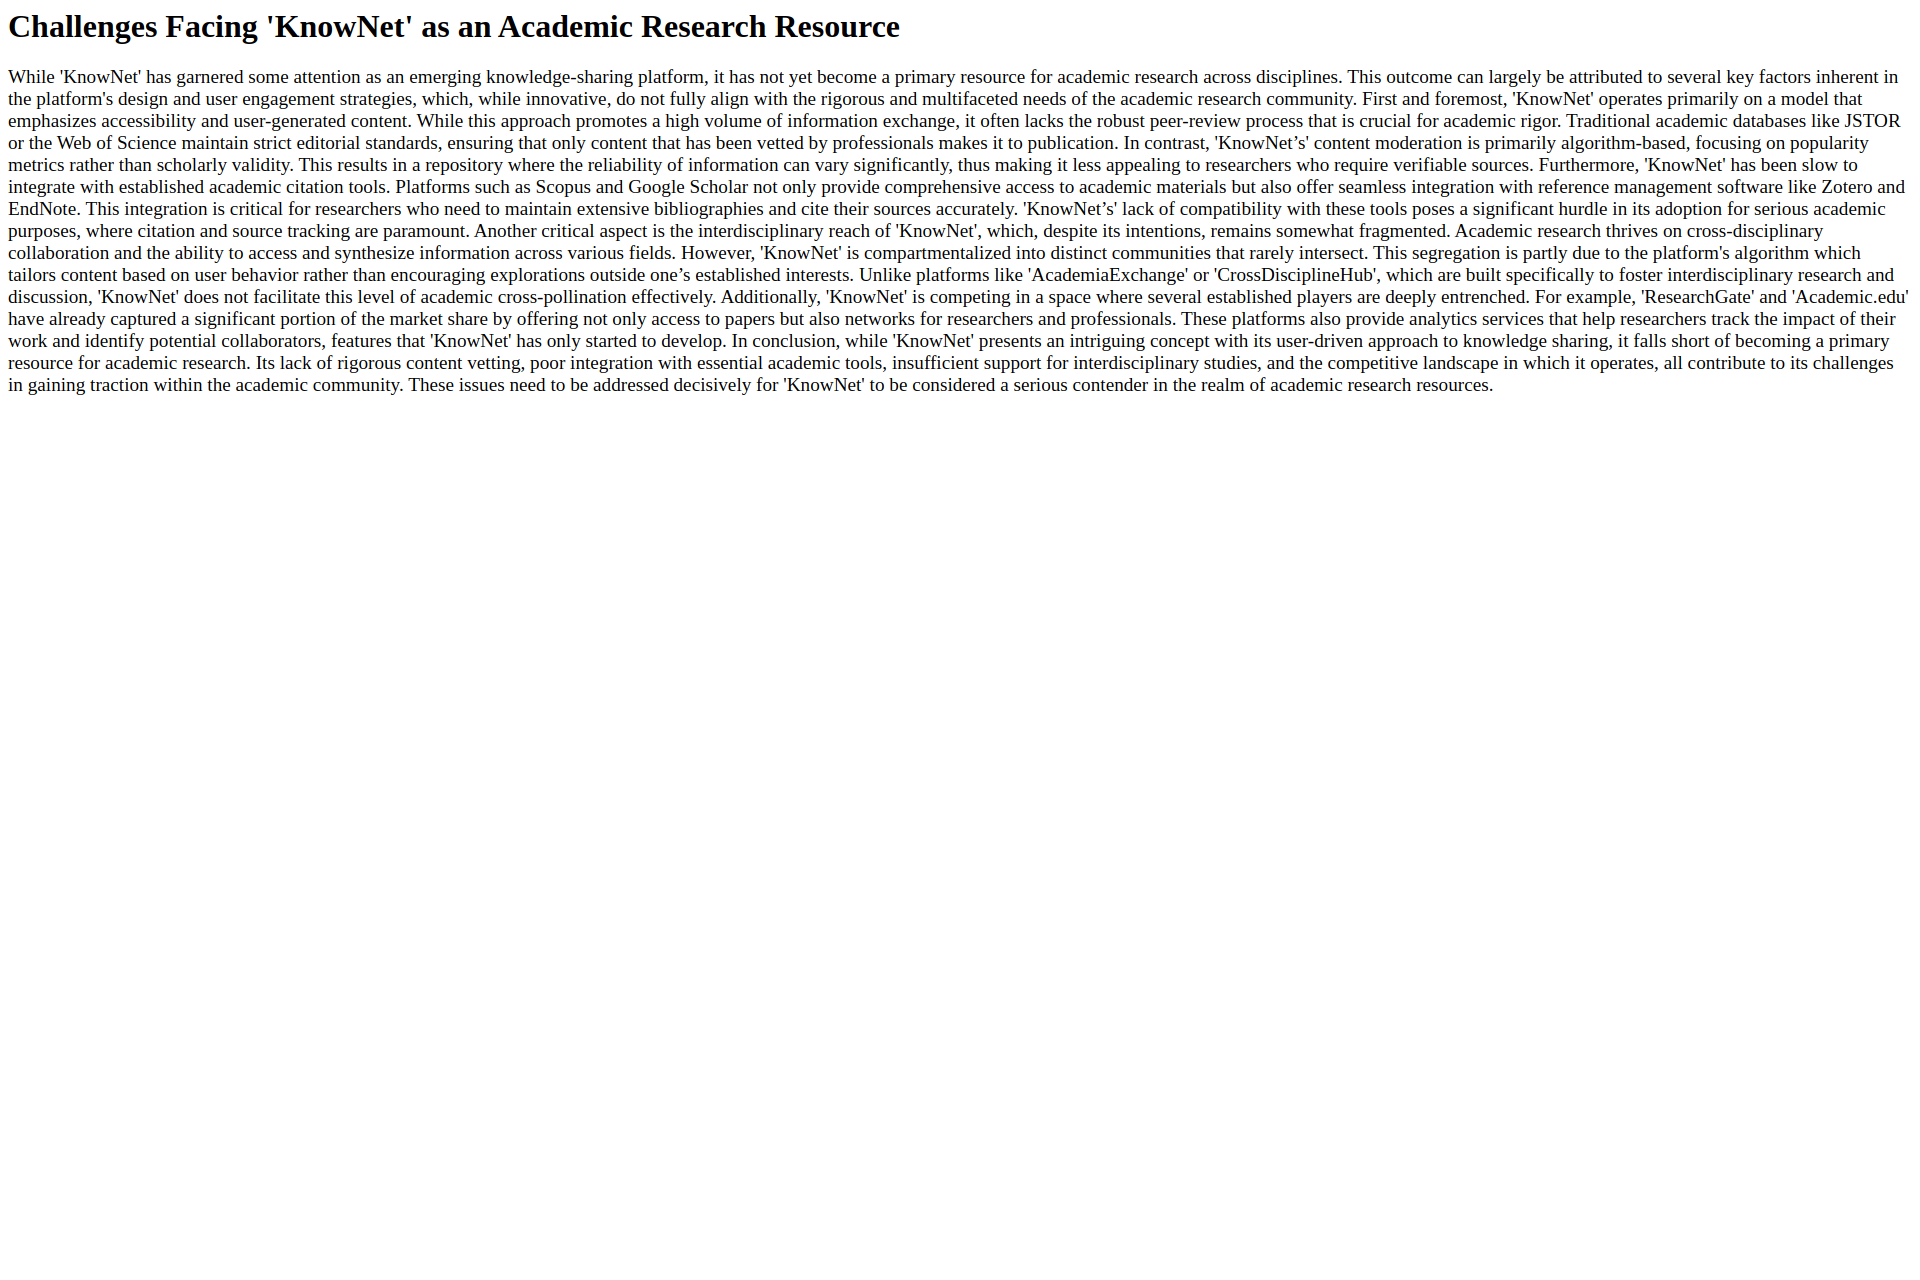 Challenges Facing 'KnowNet' as an Academic Research Resource
While 'KnowNet' has garnered some attention as an emerging knowledge-sharing platform, it has not yet become a primary resource for academic research across disciplines. This outcome can largely be attributed to several key factors inherent in
the platform's design and user engagement strategies, which, while innovative, do not fully align with the rigorous and multifaceted needs of the academic research community. First and foremost, 'KnowNet' operates primarily on a model that
emphasizes accessibility and user-generated content. While this approach promotes a high volume of information exchange, it often lacks the robust peer-review process that is crucial for academic rigor. Traditional academic databases like JSTOR
or the Web of Science maintain strict editorial standards, ensuring that only content that has been vetted by professionals makes it to publication. In contrast, 'KnowNet’s' content moderation is primarily algorithm-based, focusing on popularity
metrics rather than scholarly validity. This results in a repository where the reliability of information can vary significantly, thus making it less appealing to researchers who require verifiable sources. Furthermore, 'KnowNet' has been slow to
integrate with established academic citation tools. Platforms such as Scopus and Google Scholar not only provide comprehensive access to academic materials but also offer seamless integration with reference management software like Zotero and
EndNote. This integration is critical for researchers who need to maintain extensive bibliographies and cite their sources accurately. 'KnowNet’s' lack of compatibility with these tools poses a significant hurdle in its adoption for serious academic
purposes, where citation and source tracking are paramount. Another critical aspect is the interdisciplinary reach of 'KnowNet', which, despite its intentions, remains somewhat fragmented. Academic research thrives on cross-disciplinary
collaboration and the ability to access and synthesize information across various fields. However, 'KnowNet' is compartmentalized into distinct communities that rarely intersect. This segregation is partly due to the platform's algorithm which
tailors content based on user behavior rather than encouraging explorations outside one’s established interests. Unlike platforms like 'AcademiaExchange' or 'CrossDisciplineHub', which are built specifically to foster interdisciplinary research and
discussion, 'KnowNet' does not facilitate this level of academic cross-pollination effectively. Additionally, 'KnowNet' is competing in a space where several established players are deeply entrenched. For example, 'ResearchGate' and 'Academic.edu'
have already captured a significant portion of the market share by offering not only access to papers but also networks for researchers and professionals. These platforms also provide analytics services that help researchers track the impact of their
work and identify potential collaborators, features that 'KnowNet' has only started to develop. In conclusion, while 'KnowNet' presents an intriguing concept with its user-driven approach to knowledge sharing, it falls short of becoming a primary
resource for academic research. Its lack of rigorous content vetting, poor integration with essential academic tools, insufficient support for interdisciplinary studies, and the competitive landscape in which it operates, all contribute to its challenges
in gaining traction within the academic community. These issues need to be addressed decisively for 'KnowNet' to be considered a serious contender in the realm of academic research resources.